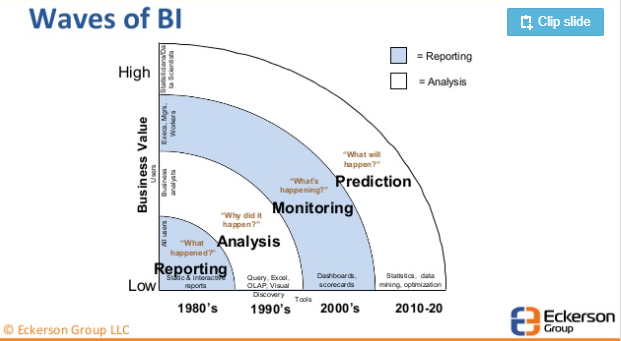 Waves of BI
Clip slide
= Reporting
= Analysis
High
Business Value
Low
Users
Statisticians/Da
ta Scientists
Execs. Mgrs.
Workers
Business
analysts
All users
"What will
happen?"
Prediction
"What's
happening?"
Monitoring
"Why did it
happen?"
Analysis
"What
happened?"
Reporting
Static & interactive
reports
Query, Excel,
OLAP, Visual
Discovery
Dashboards,
scorecards
Statistics, data
mining, optimization
Tools
1980's
1990's
2000's
2010-20
© Eckerson Group LLC
Eckerson
Group